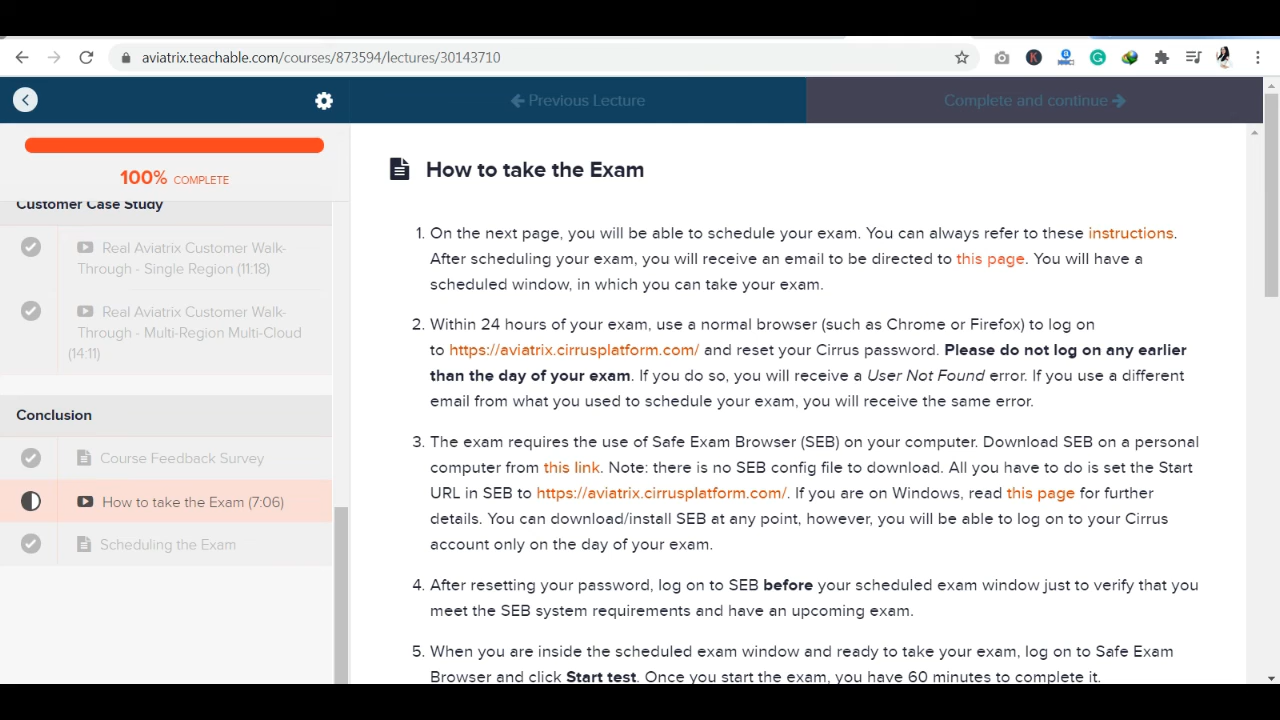 aviatrix.teachable.com/courses/873594/lectures/30143710
Previous Lecture
Complete and continue
100% COMPLETE
Customer Case Study
Real Aviatrix Customer Walk-
Through - Single Region (11:18)
Real Aviatrix Customer Walk-
Through - Multi-Region Multi-Cloud
(14:11)
Conclusion
Course Feedback Survey
How to take the Exam (7:06)
Scheduling the Exam
How to take the Exam
1. On the next page, you will be able to schedule your exam. You can always refer to these instructions.
After scheduling your exam, you will receive an email to be directed to this page. You will have a
scheduled window, in which you can take your exam.
2. Within 24 hours of your exam, use a normal browser (such as Chrome or Firefox) to log on
to https://aviatrix.cirrusplatform.com/ and reset your Cirrus password. Please do not log on any earlier
than the day of your exam. If you do so, you will receive a User Not Found error. If you use a different
email from what you used to schedule your exam, you will receive the same error.
3. The exam requires the use of Safe Exam Browser (SEB) on your computer. Download SEB on a personal
computer from this link. Note: there is no SEB config file to download. All you have to do is set the Start
URL in SEB to https://aviatrix.cirrusplatform.com/. If you are on Windows, read this page for further
details. You can download/install SEB at any point, however, you will be able to log on to your Cirrus
account only on the day of your exam.
4. After resetting your password, log on to SEB before your scheduled exam window just to verify that you
meet the SEB system requirements and have an upcoming exam.
5. When you are inside the scheduled exam window and ready to take your exam, log on to Safe Exam
Browser and click Start test. Once you start the exam, you have 60 minutes to complete it.